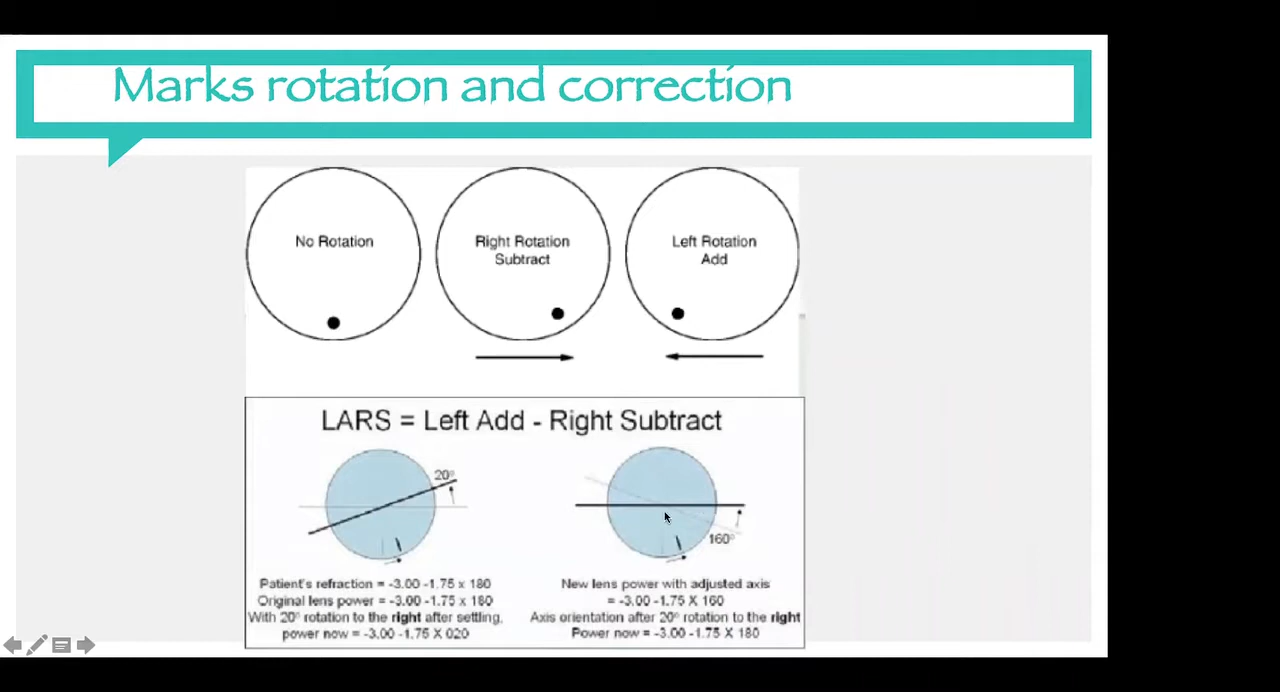 Marks rotation and correction
No Rotation
Right Rotation
Subtract
Left Rotation
Add
LARS = Left Add - Right Subtract
20°
160°
Patient's refraction = -3.00 -1.75 x 180
Original lens power = -3.00 -1.75 x 180
With 20° rotation to the right after settling,
power now = -3.00 -1.75 X 020
New lens power with adjusted axis
= -3.00 -1.75 X 160
Axis orientation after 20° rotation to the right
Power now = -3.00 -1.75 X 180